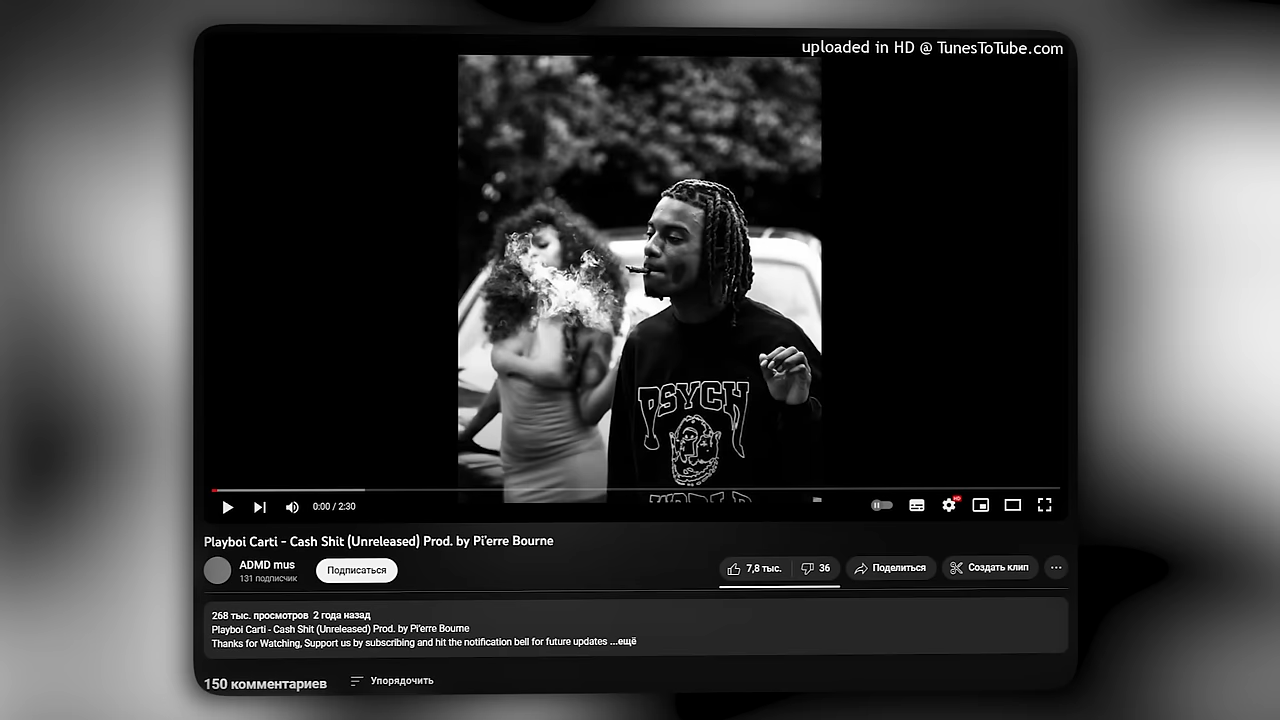 uploaded in HD @ TunesToTube.com
PSYCH
WORLD
0:00 / 2:30
HD
Playboi Carti - Cash Shit (Unreleased) Prod. by Pi'erre Bourne
ADMD mus
131 подписчик
Подписаться
7,8 тыс.
36
Поделиться
Создать клип
268 тыс. просмотров 2 года назад
Playboi Carti - Cash Shit (Unreleased) Prod. by Pi'erre Bourne
Thanks for Watching, Support us by subscribing and hit the notification bell for future updates ...ещё
150 комментариев
Упорядочить